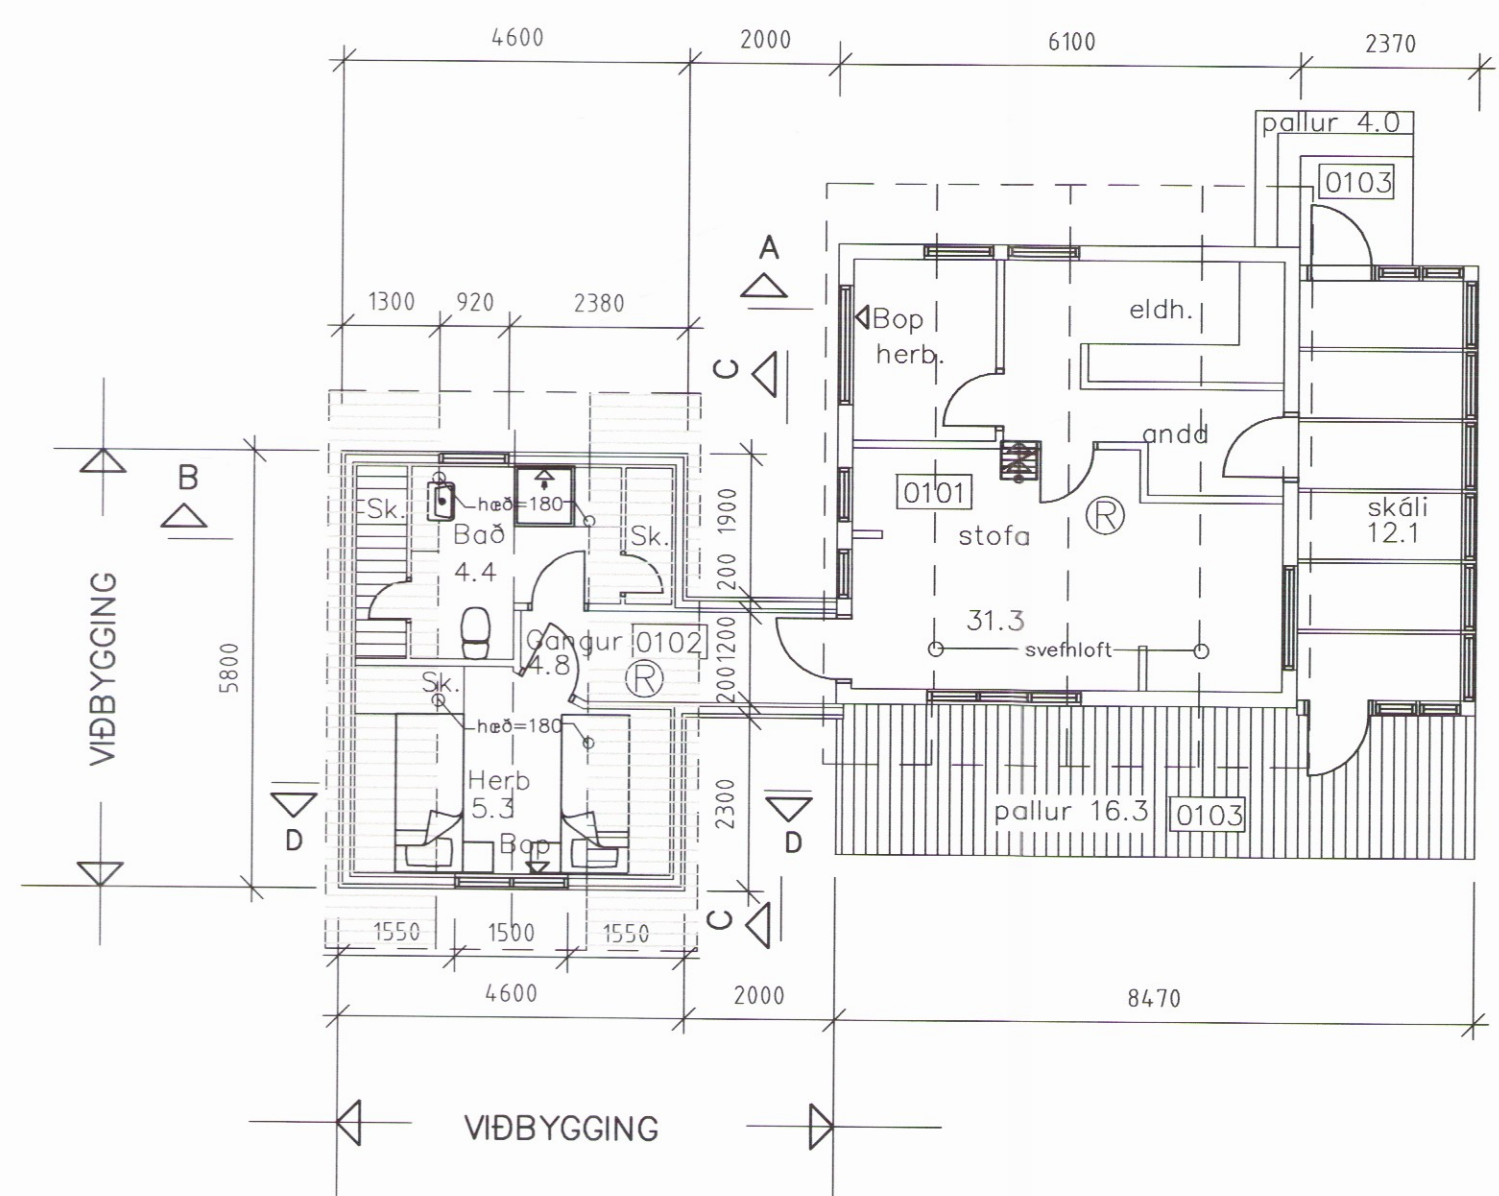 4600
2000
6100
2370
pallur 4.0
0103
A
1300
920
2380
C
Bop
herb.
eldh.
andd
B
Sk.
hæð=180
Bað
4.4
Sk.
1900
200
1200
200
2300
0101
R
stofa
31.3
svefnloft
skáli
12.1
VIÐBYGGING
5800
Gangur
4.8
0102
R
Sk.
hæð=180
Herb
5.3
Bop
D
D
pallur 16.3
0103
C
1550
1500
1550
4600
2000
8470
VIÐBYGGING